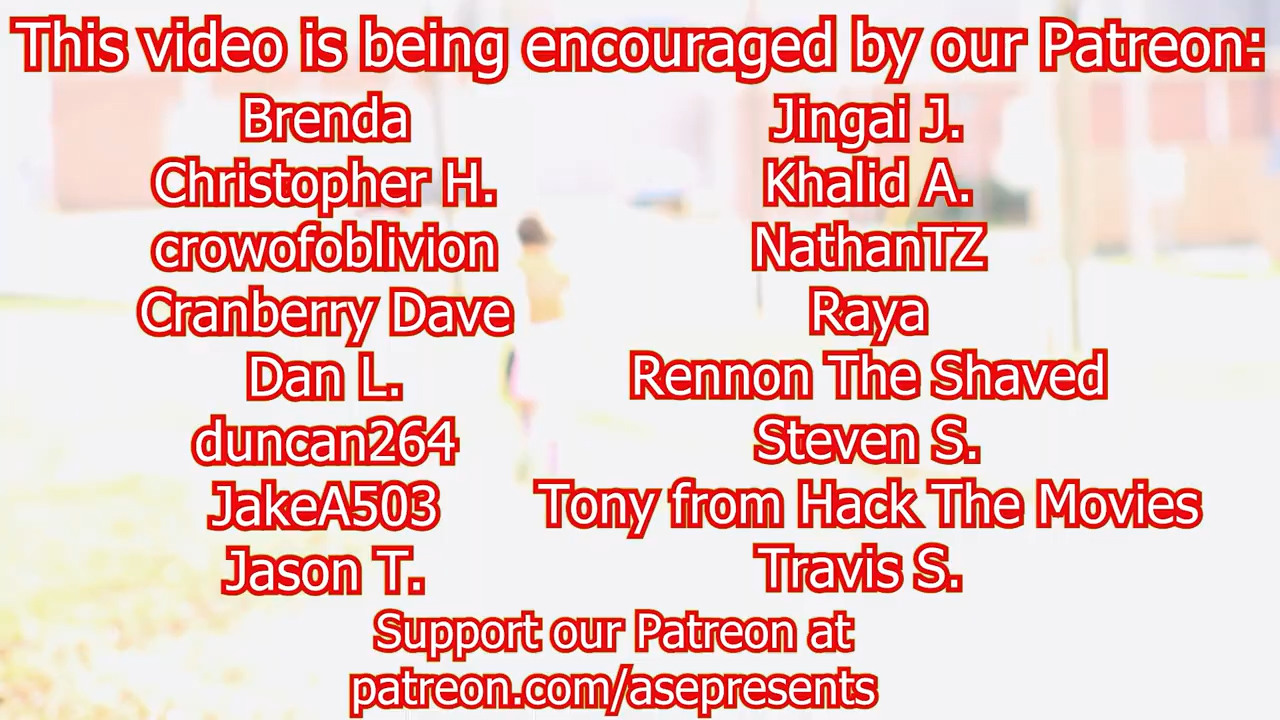 This video is being encouraged by our Patreon:
Brenda
Christopher H.
crowofoblivion
Cranberry Dave
Dan L.
duncan264
JakeA503
Jason T.
Jingai J.
Khalid A.
NathanTZ
Raya
Rennon The Shaved
Steven S.
Tony from Hack The Movies
Travis S.
Support our Patreon at
patreon.com/asepresents